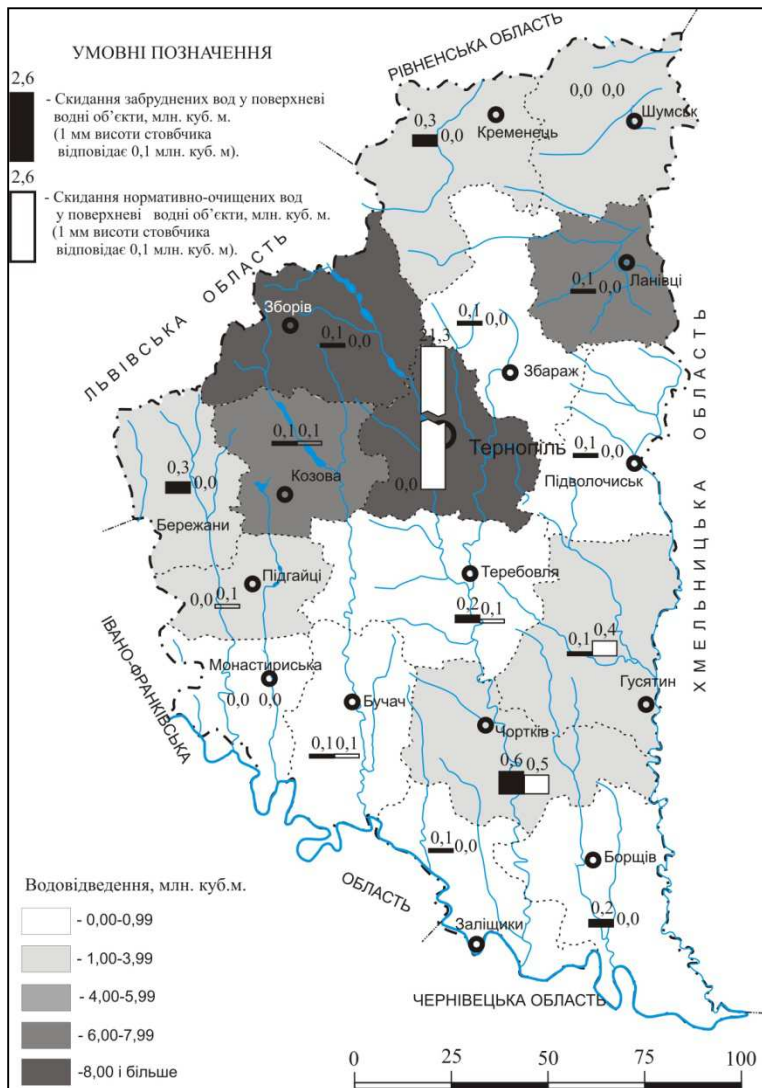 УМОВНІ ПОЗНАЧЕННЯ
2,6
- Скидання забруднених вод у поверхневі
водні об’єкти, млн. куб. м.
(1 мм висоти стовбчика
відповідає 0,1 млн. куб. м).
2,6
- Скидання нормативно-очищених вод
у поверхневі водні об’єкти, млн. куб. м.
(1 мм висоти стовбчика
відповідає 0,1 млн. куб. м).
РІВНЕНСЬКА ОБЛАСТЬ
0,0 0,0
Шумськ
0,3
0,0
Кременець
ЛЬВІВСЬКА ОБЛАСТЬ
0,1 0,0
Ланівці
Зборів
0,1 0,0
0,1
0,0
Збараж
21,3
0,0
Тернопіль
0,1
0,0
Підволочиськ
ХМЕЛЬНИЦЬКА ОБЛАСТЬ
0,1 0,1
Козова
0,3
0,0
Бережани
Підгайці
0,0 0,1
Теребовля
0,2
0,1
0,1
0,4
Гусятин
ІВАНО-ФРАНКІВСЬКА
Монастириська
0,0 0,0
Бучач
0,1 0,1
Чортків
0,6
0,5
0,1
0,0
Борщів
0,2
0,0
ОБЛАСТЬ
Заліщики
ЧЕРНІВЕЦЬКА ОБЛАСТЬ
Водовідведення, млн. куб.м.
- 0,00-0,99
- 1,00-3,99
- 4,00-5,99
- 6,00-7,99
-8,00 і більше
0 25 50 75 100